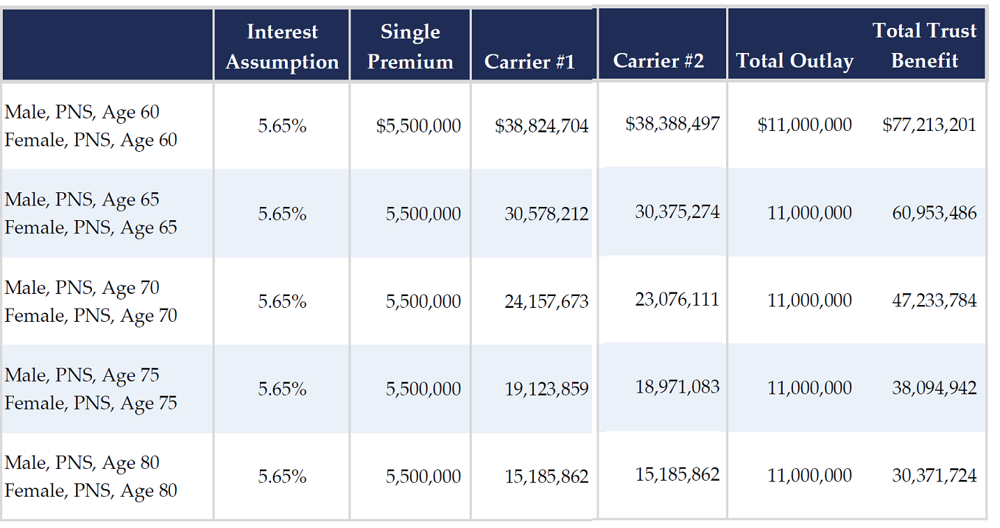 Interest Assumption Single Premium Carrier #1 Carrier #2 Total Outlay Total Trust Benefit
Male, PNS, Age 60
Female, PNS, Age 60
5.65% $5,500,000 $38,824,704 $38,388,497 $11,000,000 $77,213,201
Male, PNS, Age 65
Female, PNS, Age 65
5.65% 5,500,000 30,578,212 30,375,274 11,000,000 60,953,486
Male, PNS, Age 70
Female, PNS, Age 70
5.65% 5,500,000 24,157,673 23,076,111 11,000,000 47,233,784
Male, PNS, Age 75
Female, PNS, Age 75
5.65% 5,500,000 19,123,859 18,971,083 11,000,000 38,094,942
Male, PNS, Age 80
Female, PNS, Age 80
5.65% 5,500,000 15,185,862 15,185,862 11,000,000 30,371,724